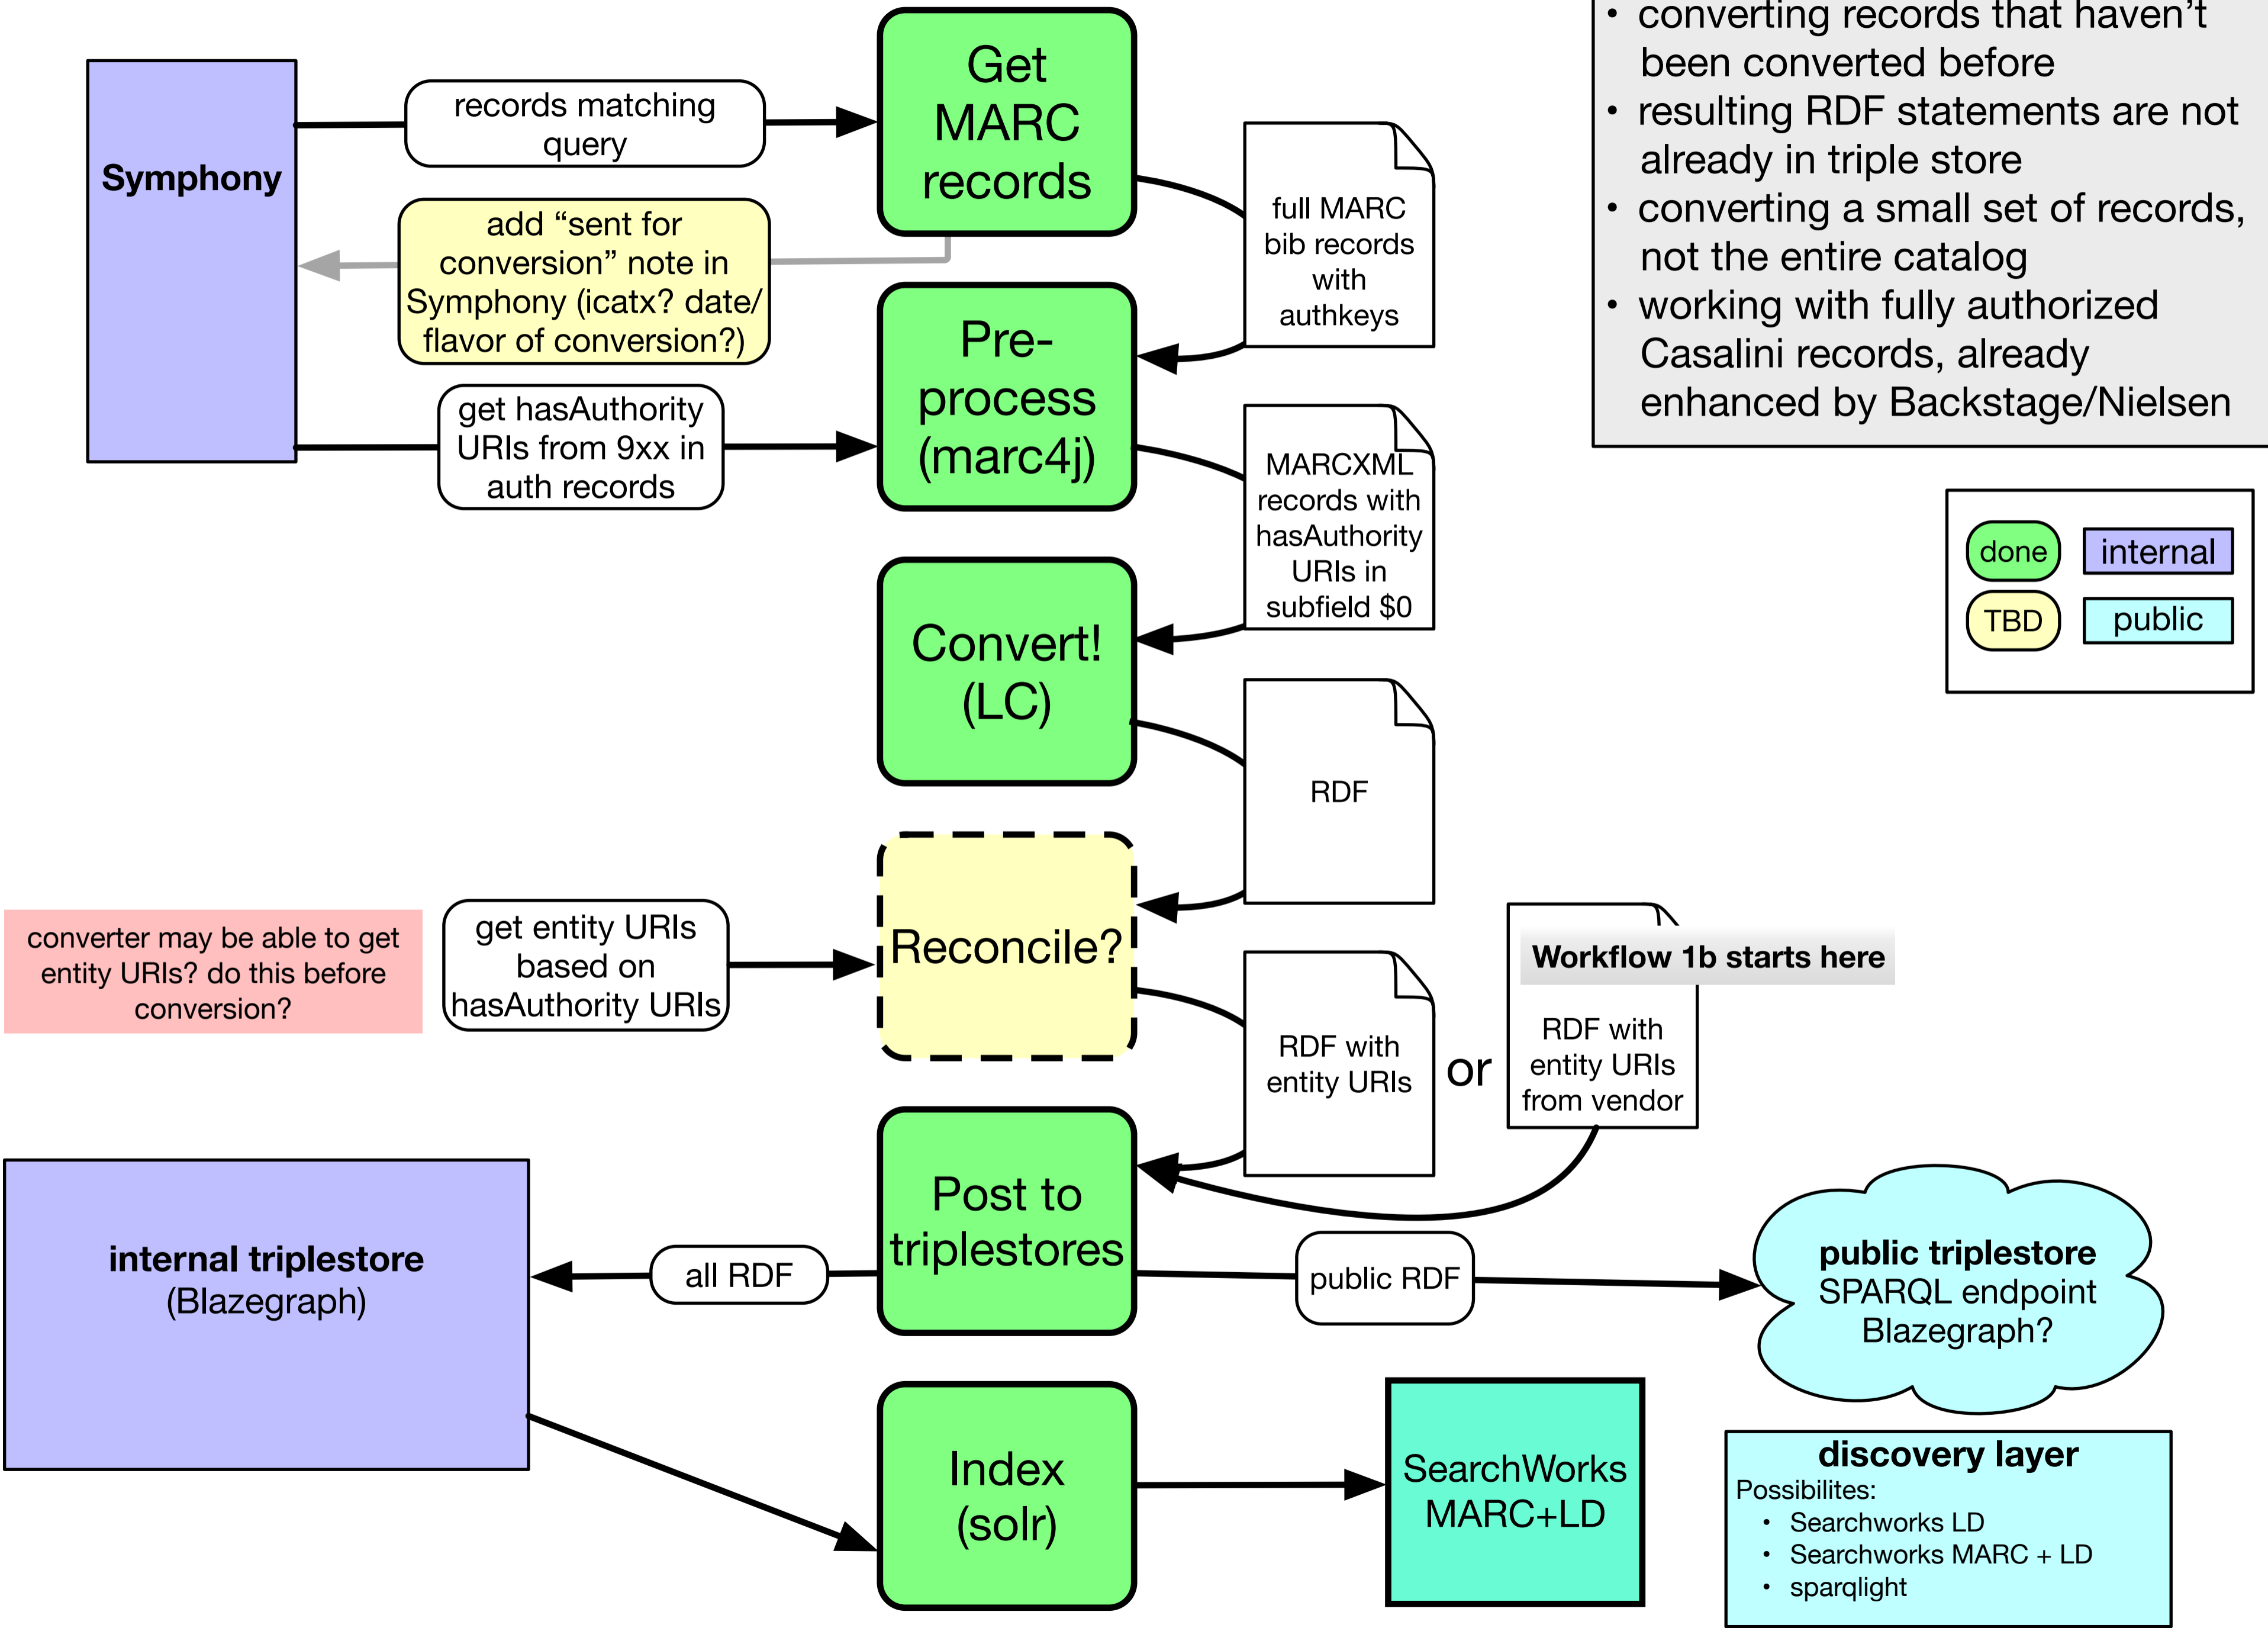 Symphony
records matching
query
Get
MARC
records
• converting records that haven't
been converted before
• resulting RDF statements are not
already in triple store
• converting a small set of records,
not the entire catalog
• working with fully authorized
Casalini records, already
enhanced by Backstage/Nielsen
add “sent for
conversion” note in
Symphony (icatx? date/
flavor of conversion?)
full MARC
bib records
with
authkeys
get hasAuthority
URIs from 9xx in
auth records
Pre-
process
(marc4j)
MARCXML
records with
hasAuthority
URIs in
subfield $0
done
internal
TBD
public
Convert!
(LC)
RDF
converter may be able to get
entity URIs? do this before
conversion?
get entity URIs
based on
hasAuthority URIs
Reconcile?
RDF with
entity URIs
or
Workflow 1b starts here
RDF with
entity URIs
from vendor
Post to
triplestores
internal triplestore
(Blazegraph)
all RDF
public RDF
public triplestore
SPARQL endpoint
Blazegraph?
Index
(solr)
SearchWorks
MARC+LD
discovery layer
Possibilites:
• Searchworks LD
• Searchworks MARC + LD
• sparqlight